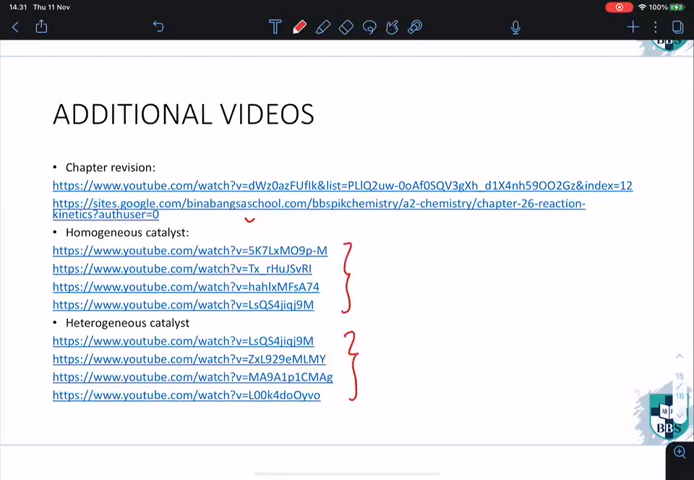 14.31 Thu 11 Nov
100%
BBS
ADDITIONAL VIDEOS
• Chapter revision:
https://www.youtube.com/watch?v=dWz0azFUfIk&list=PLlQ2uw-0oAf0SQV3gXh_d1X4nh59OO2Gz&index=12
https://sites.google.com/binabangsaschool.com/bbspikchemistry/a2-chemistry/chapter-26-reaction-
kinetics?authuser=0
• Homogeneous catalyst:
https://www.youtube.com/watch?v=5K7LxMO9p-M
https://www.youtube.com/watch?v=Tx_rHuJSvRI
https://www.youtube.com/watch?v=hahlxMFsA74
https://www.youtube.com/watch?v=LsQS4jiqj9M
• Heterogeneous catalyst
https://www.youtube.com/watch?v=LsQS4jiqj9M
https://www.youtube.com/watch?v=ZxL929eMLMY
https://www.youtube.com/watch?v=MA9A1p1CMAg
https://www.youtube.com/watch?v=L00k4doOyvo
15
/
16
BBS